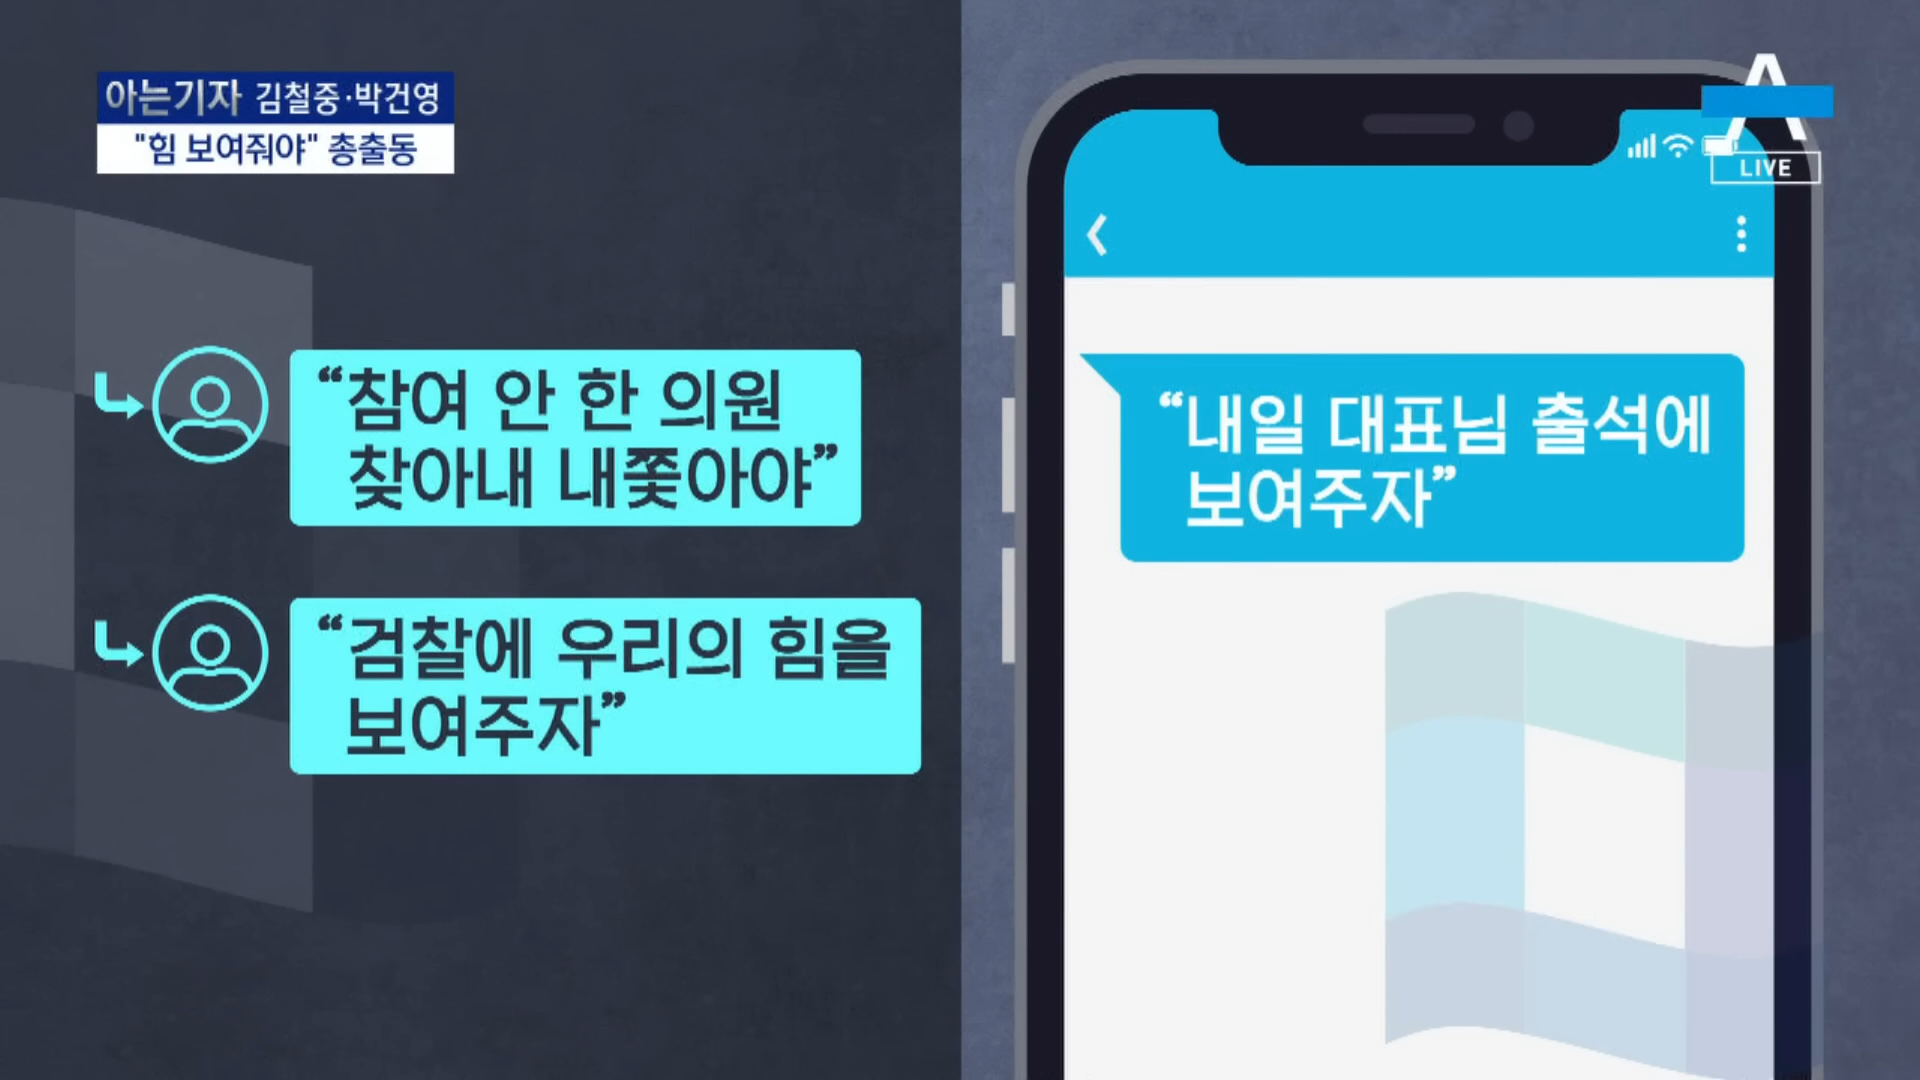 아는기자 김철중·박건영
"힘 보여줘야" 총출동
LIVE
“내일 대표님 출석에
보여주자”
“참여 안 한 의원
찾아내 내쫓아야”
“검찰에 우리의 힘을
보여주자”